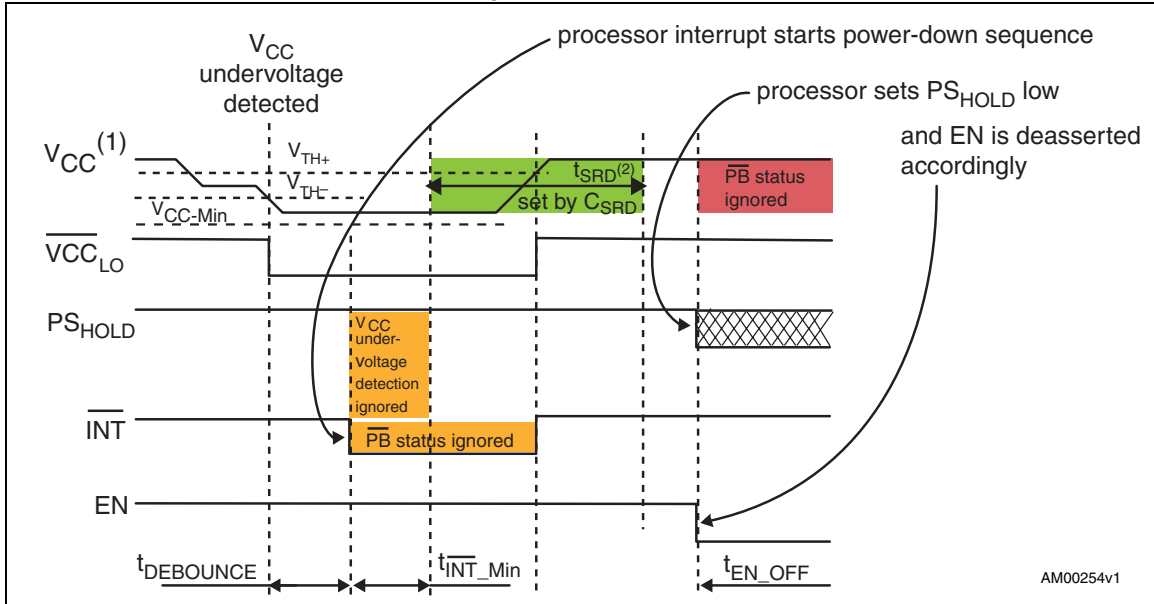 processor interrupt starts power-down sequence
VCC
undervoltage
detected
processor sets PSHOLD low
and EN is deasserted
accordingly
VCC(1)
VTH+
VTH–
VCC-Min
tSRD(2)
set by CSRD
PB status
ignored
VCCLO
PSHOLD
VCC
under-
voltage
detection
ignored
INT
PB status ignored
EN
tDEBOUNCE
tINT_Min
tEN_OFF
AM00254v1